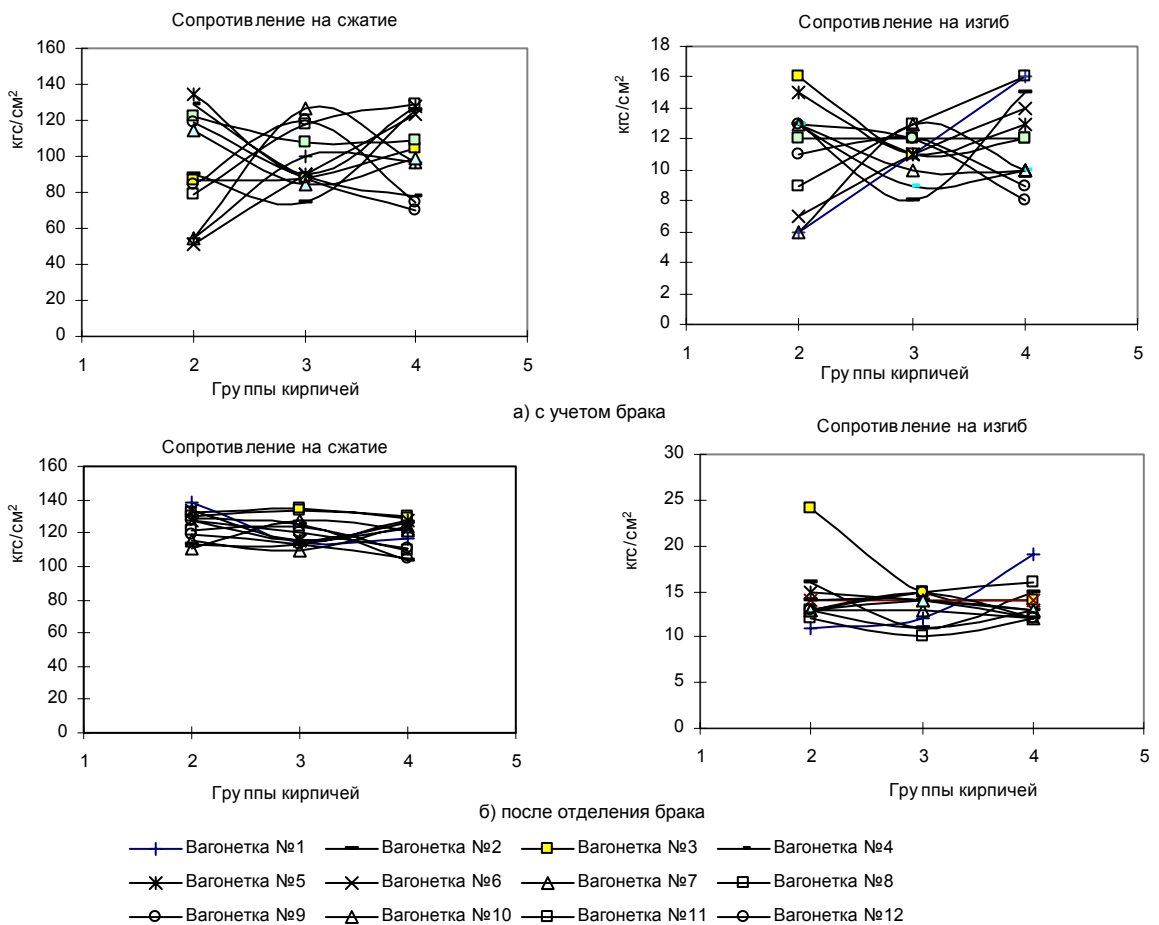 Сопротивление на сжатие
160
140
120
100
80
60
40
20
0
кгс/см²
1 2 3 4 5
Группы кирпичей
Сопротивление на изгиб
18
16
14
12
10
8
6
4
2
0
кгс/см²
1 2 3 4 5
Группы кирпичей
а) с учетом брака
Сопротивление на сжатие
160
140
120
100
80
60
40
20
0
кгс/см²
1 2 3 4 5
Группы кирпичей
Сопротивление на изгиб
30
25
20
15
10
5
0
кгс/см²
1 2 3 4 5
Группы кирпичей
б) после отделения брака
Вагонетка №1 Вагонетка №2 Вагонетка №3 Вагонетка №4
Вагонетка №5 Вагонетка №6 Вагонетка №7 Вагонетка №8
Вагонетка №9 Вагонетка №10 Вагонетка №11 Вагонетка №12